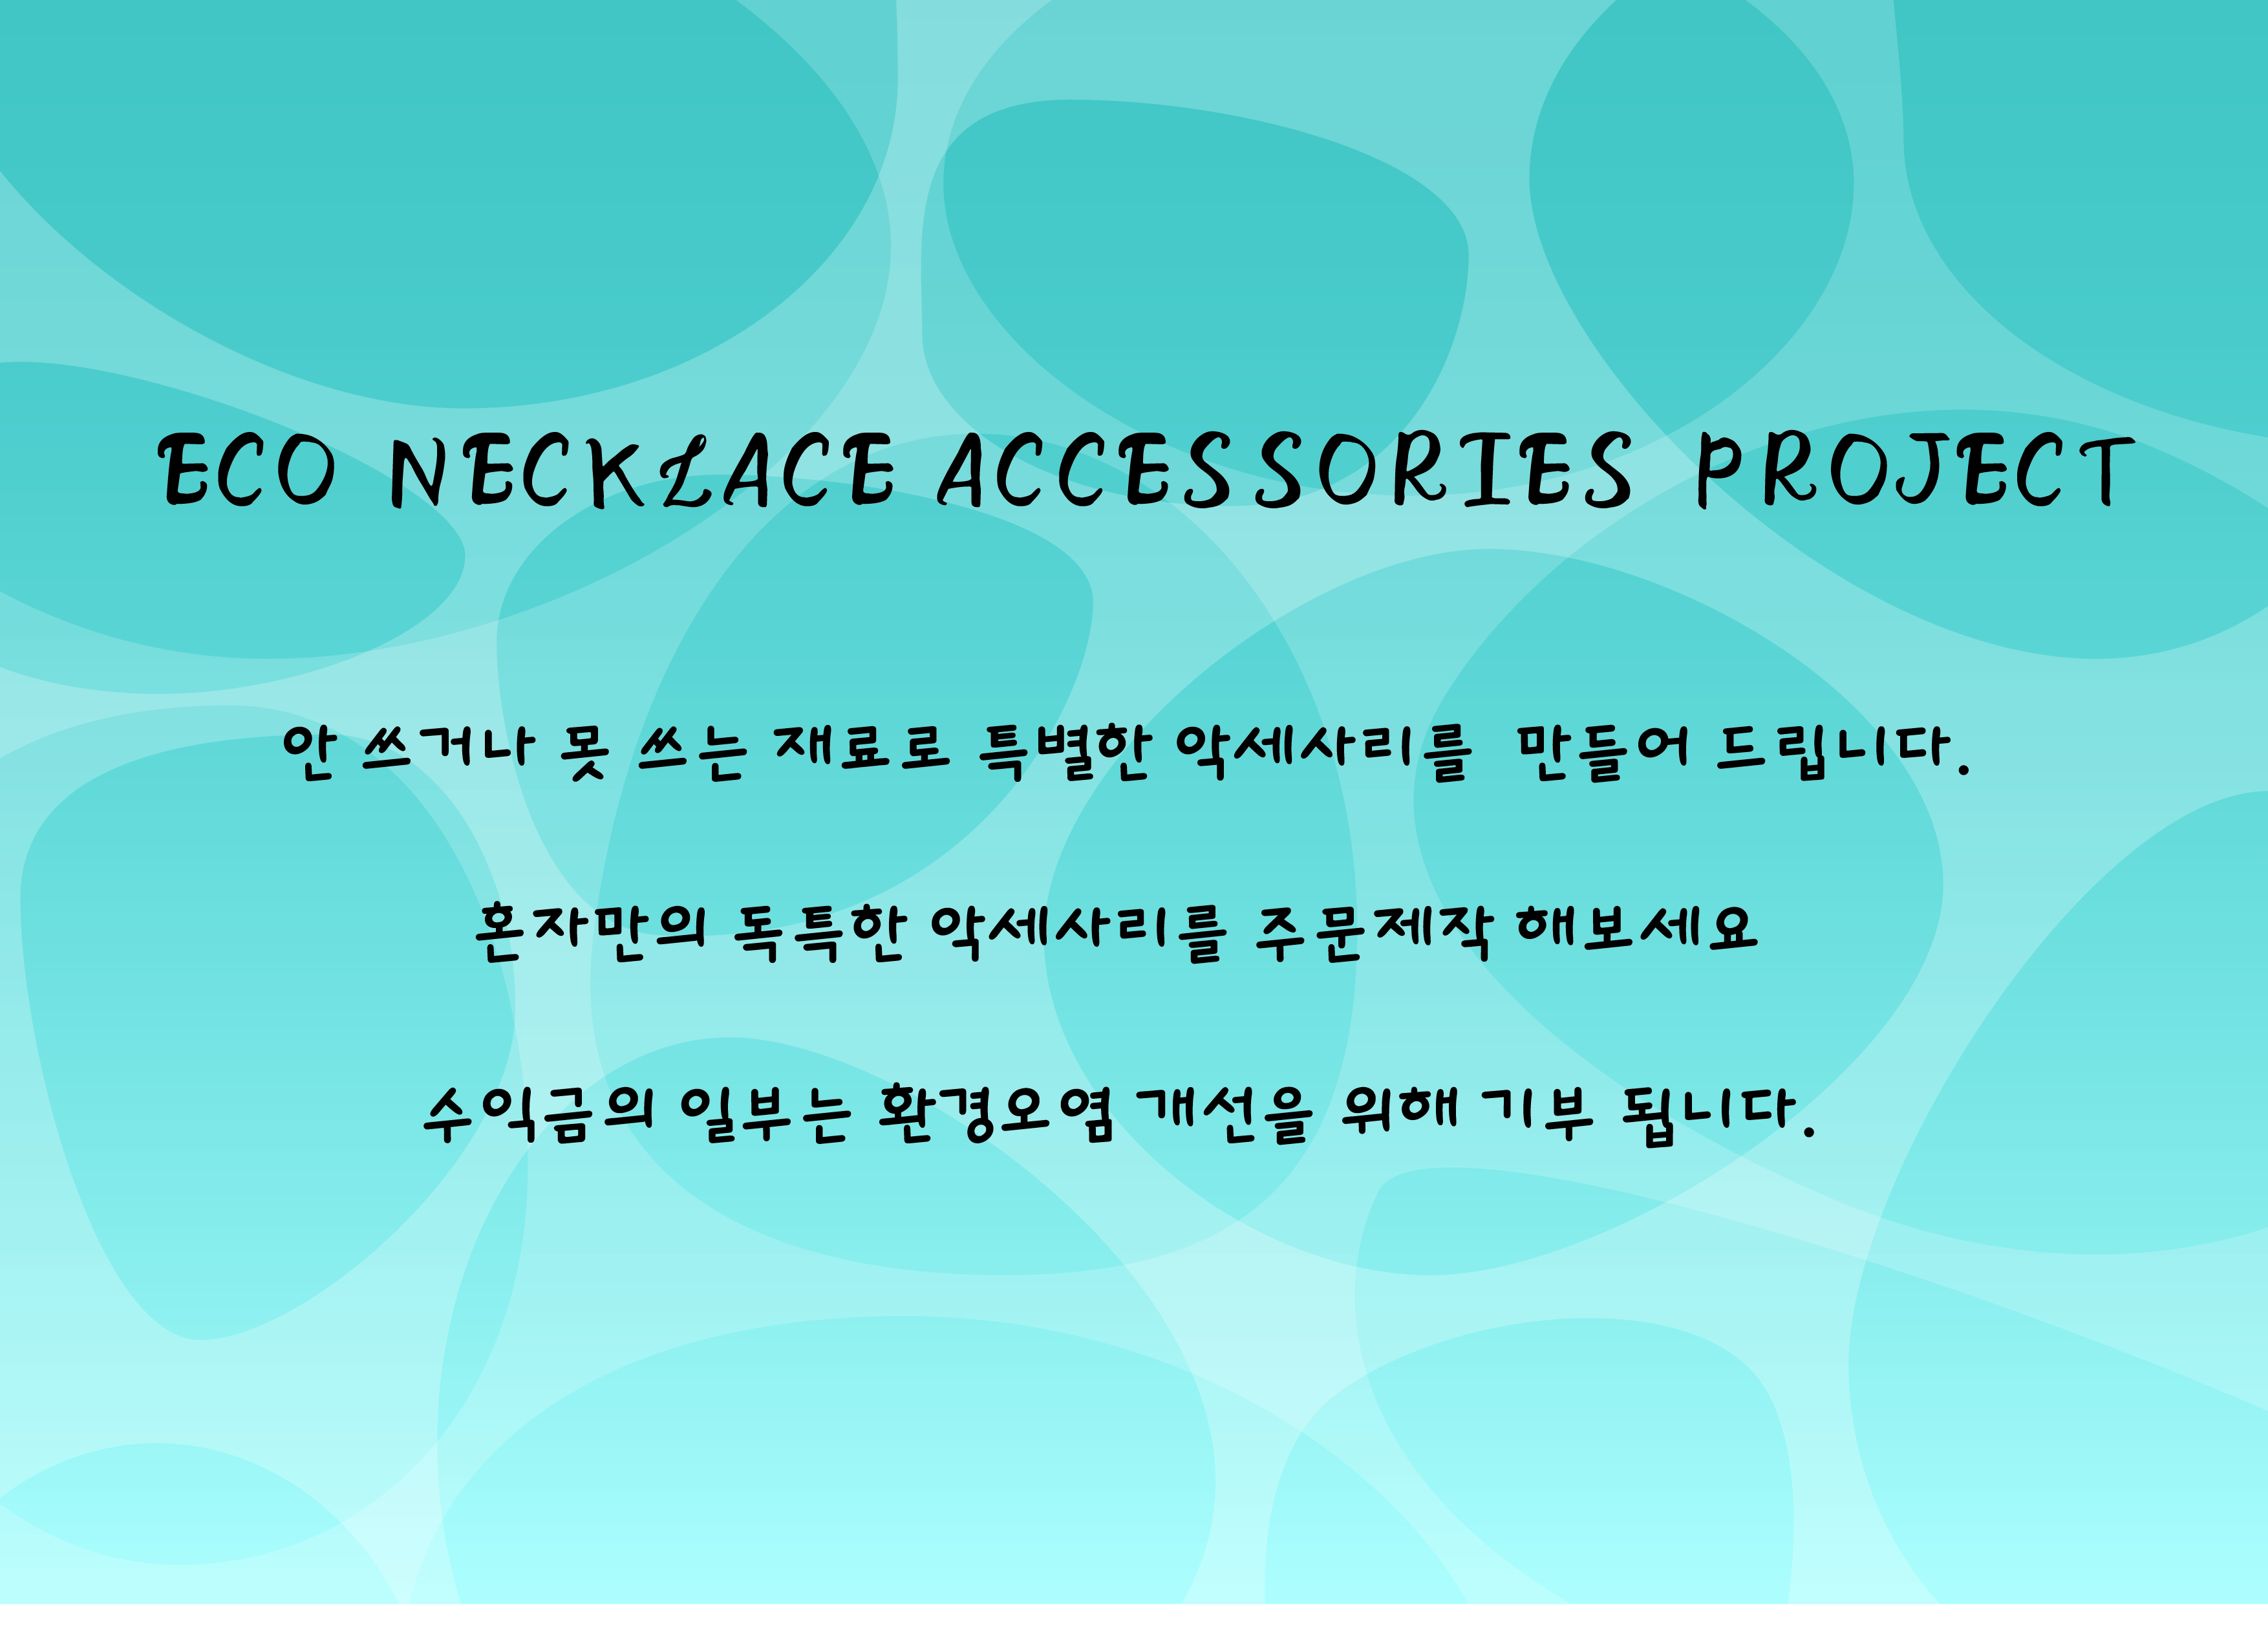 ECO NECKLACE ACCESSORIES PROJECT
안 쓰거나 못 쓰는 재료로 특별한 악세사리를 만들어 드립니다.
혼자만의 독특한 악세사리를 주문제작 해보세요
수익금의 일부는 환경오염 개선을 위해 기부 됩니다.